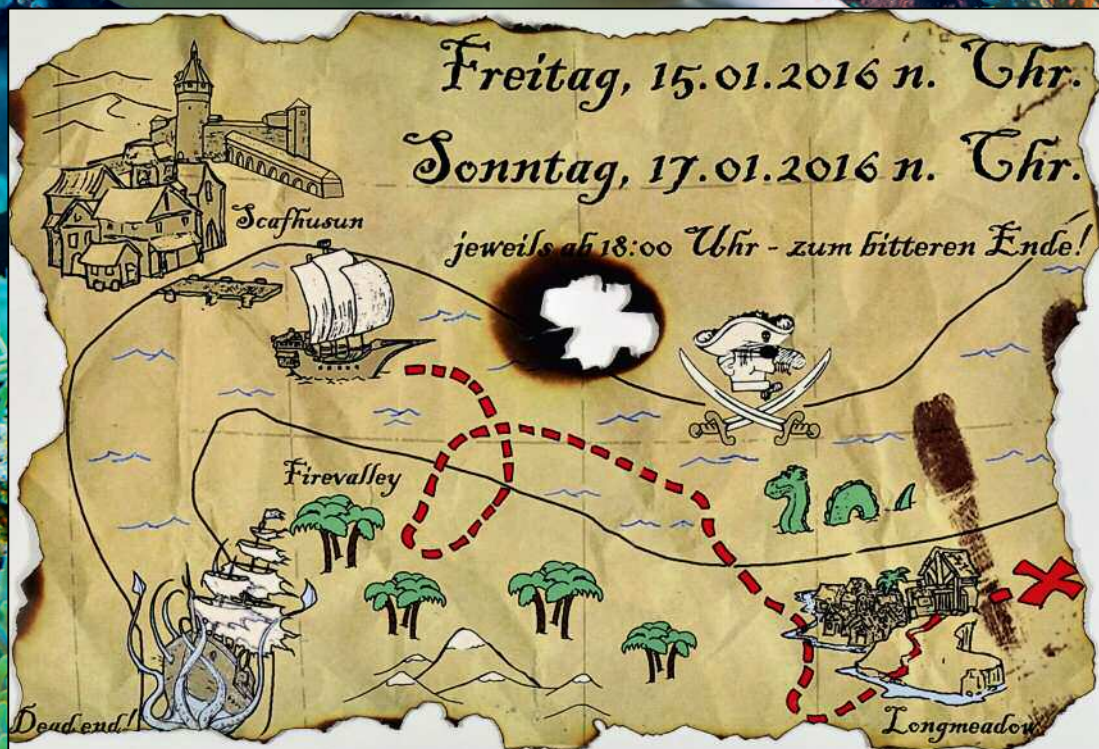 Freitag, 15.01.2016 n. Chr.
Sonntag, 17.01.2016 n. Chr.
jeweils ab 18:00 Uhr - zum bitteren Ende!
Scafhusun
Firevalley
Dead end!
Longmeadow